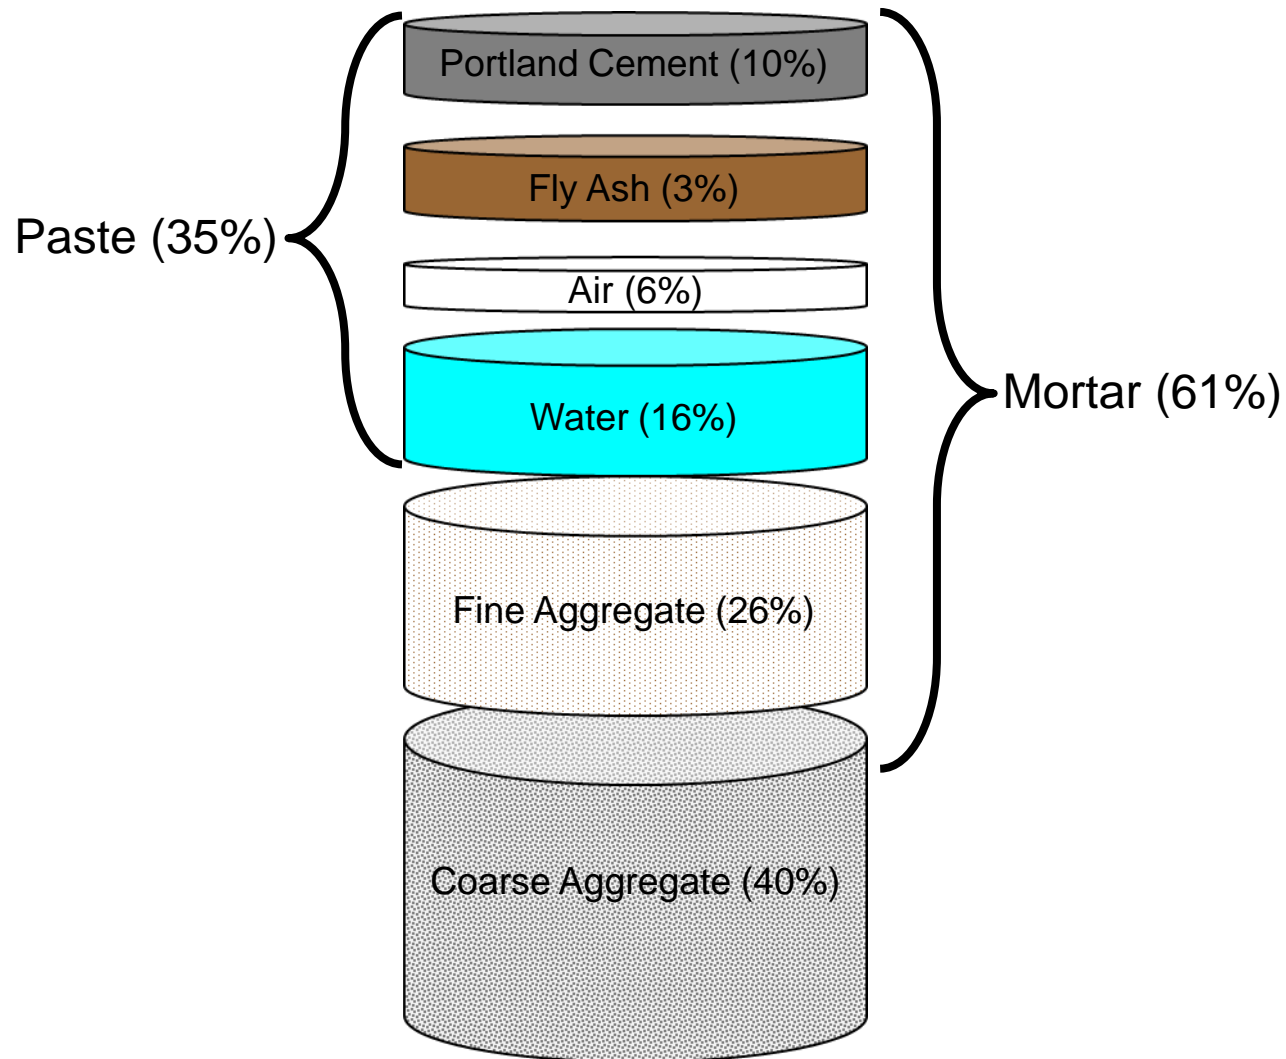 Portland Cement (10%)
Fly Ash (3%)
Paste (35%)
Air (6%)
Mortar (61%)
Water (16%)
Fine Aggregate (26%)
Coarse Aggregate (40%)